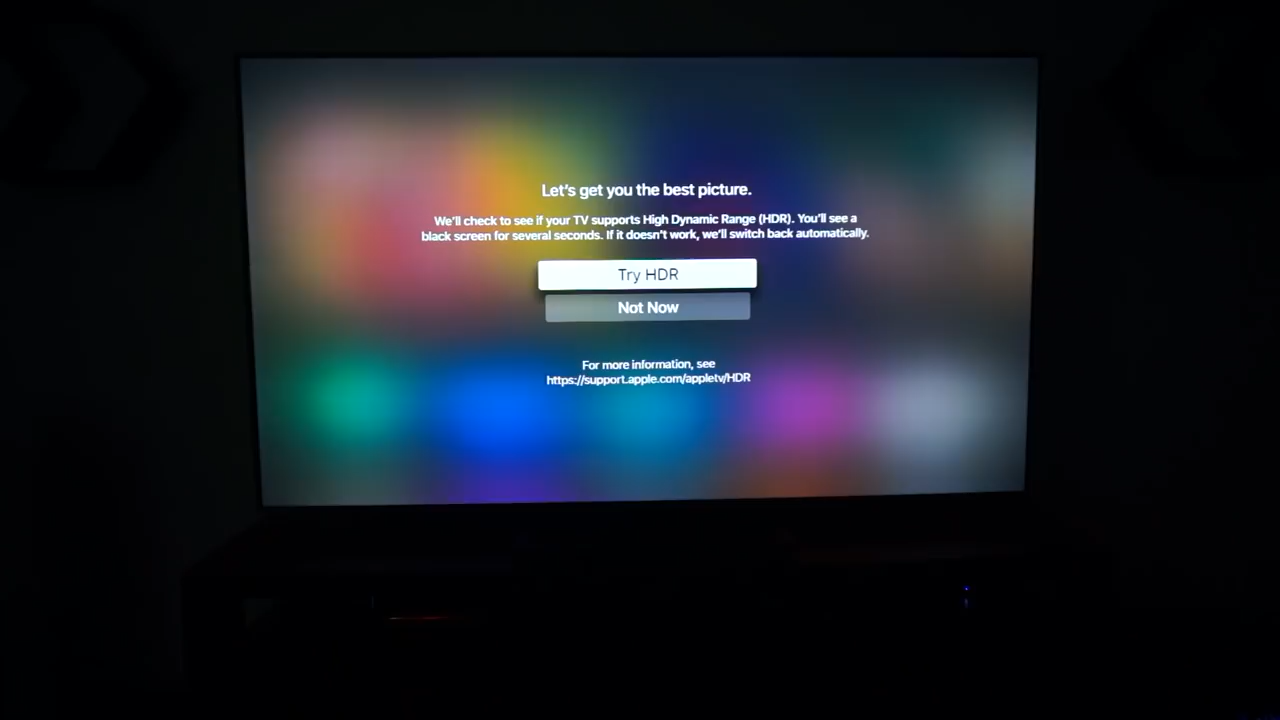 Let's get you the best picture.
We'll check to see if your TV supports High Dynamic Range (HDR). You'll see a
black screen for several seconds. If it doesn't work, we'll switch back automatically.
Try HDR
Not Now
For more information, see
https://support.apple.com/appletv/HDR